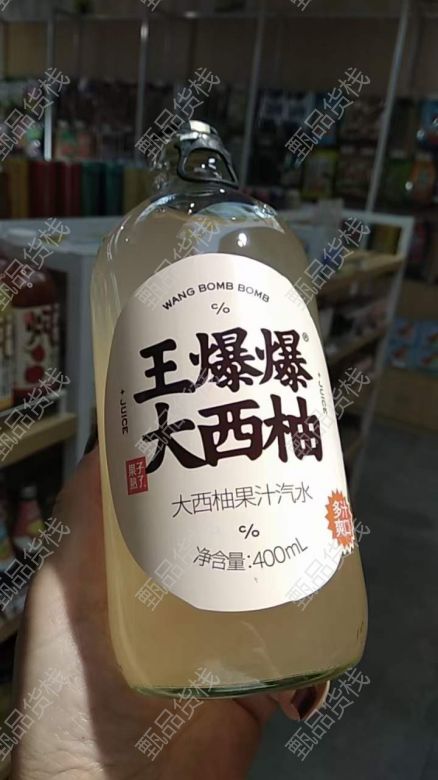 WANG BOMB BOMB
c/o
王爆爆®
大西柚
+ JUICE
+ JUICE
果子
熟了
大西柚果汁汽水
多汁
爽口
c/o
净含量:400mL
甄品货栈